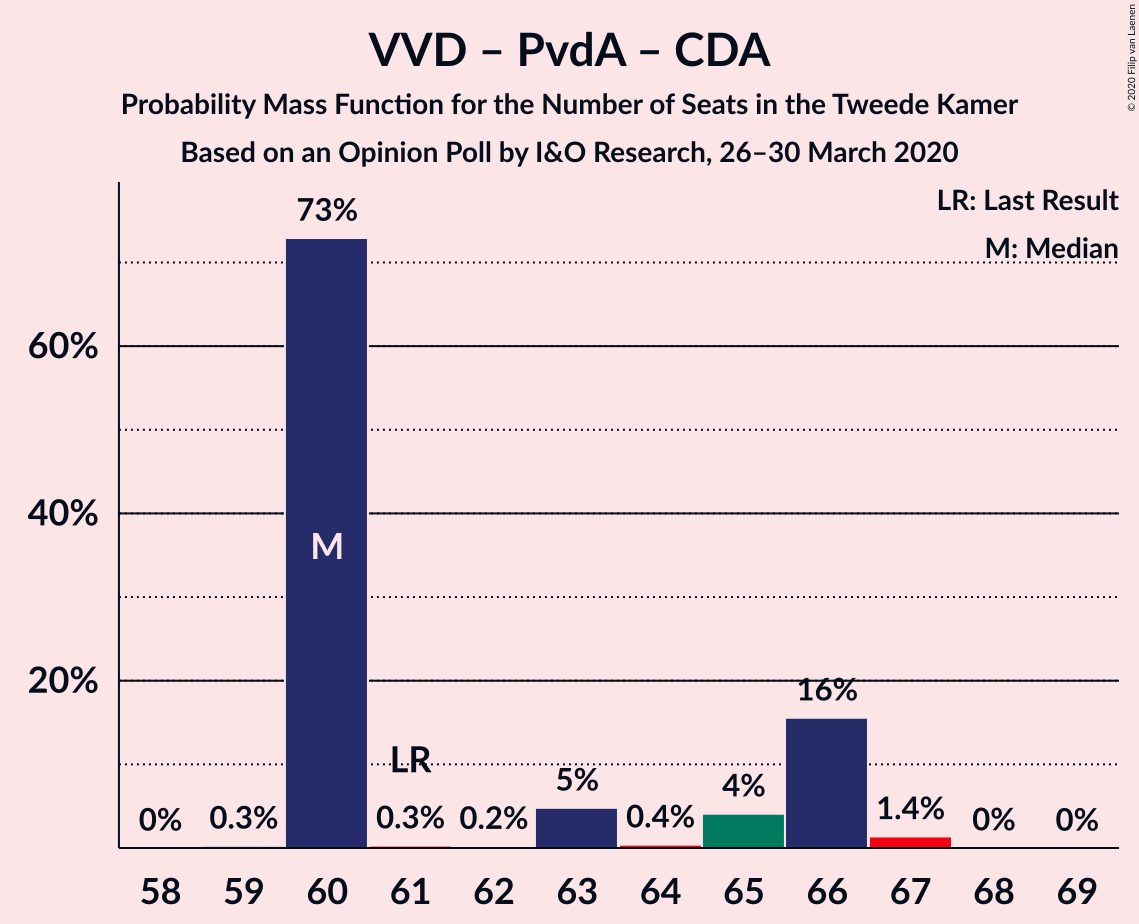 VVD – PvdA – CDA
Probability Mass Function for the Number of Seats in the Tweede Kamer
Based on an Opinion Poll by I&O Research, 26–30 March 2020
© 2020 Filip van Laenen
LR: Last Result
M: Median
73%
60%
40%
20%
M
LR
0%
0.3%
0.3%
0.2%
5%
0.4%
4%
16%
1.4%
0%
0%
58 59 60 61 62 63 64 65 66 67 68 69